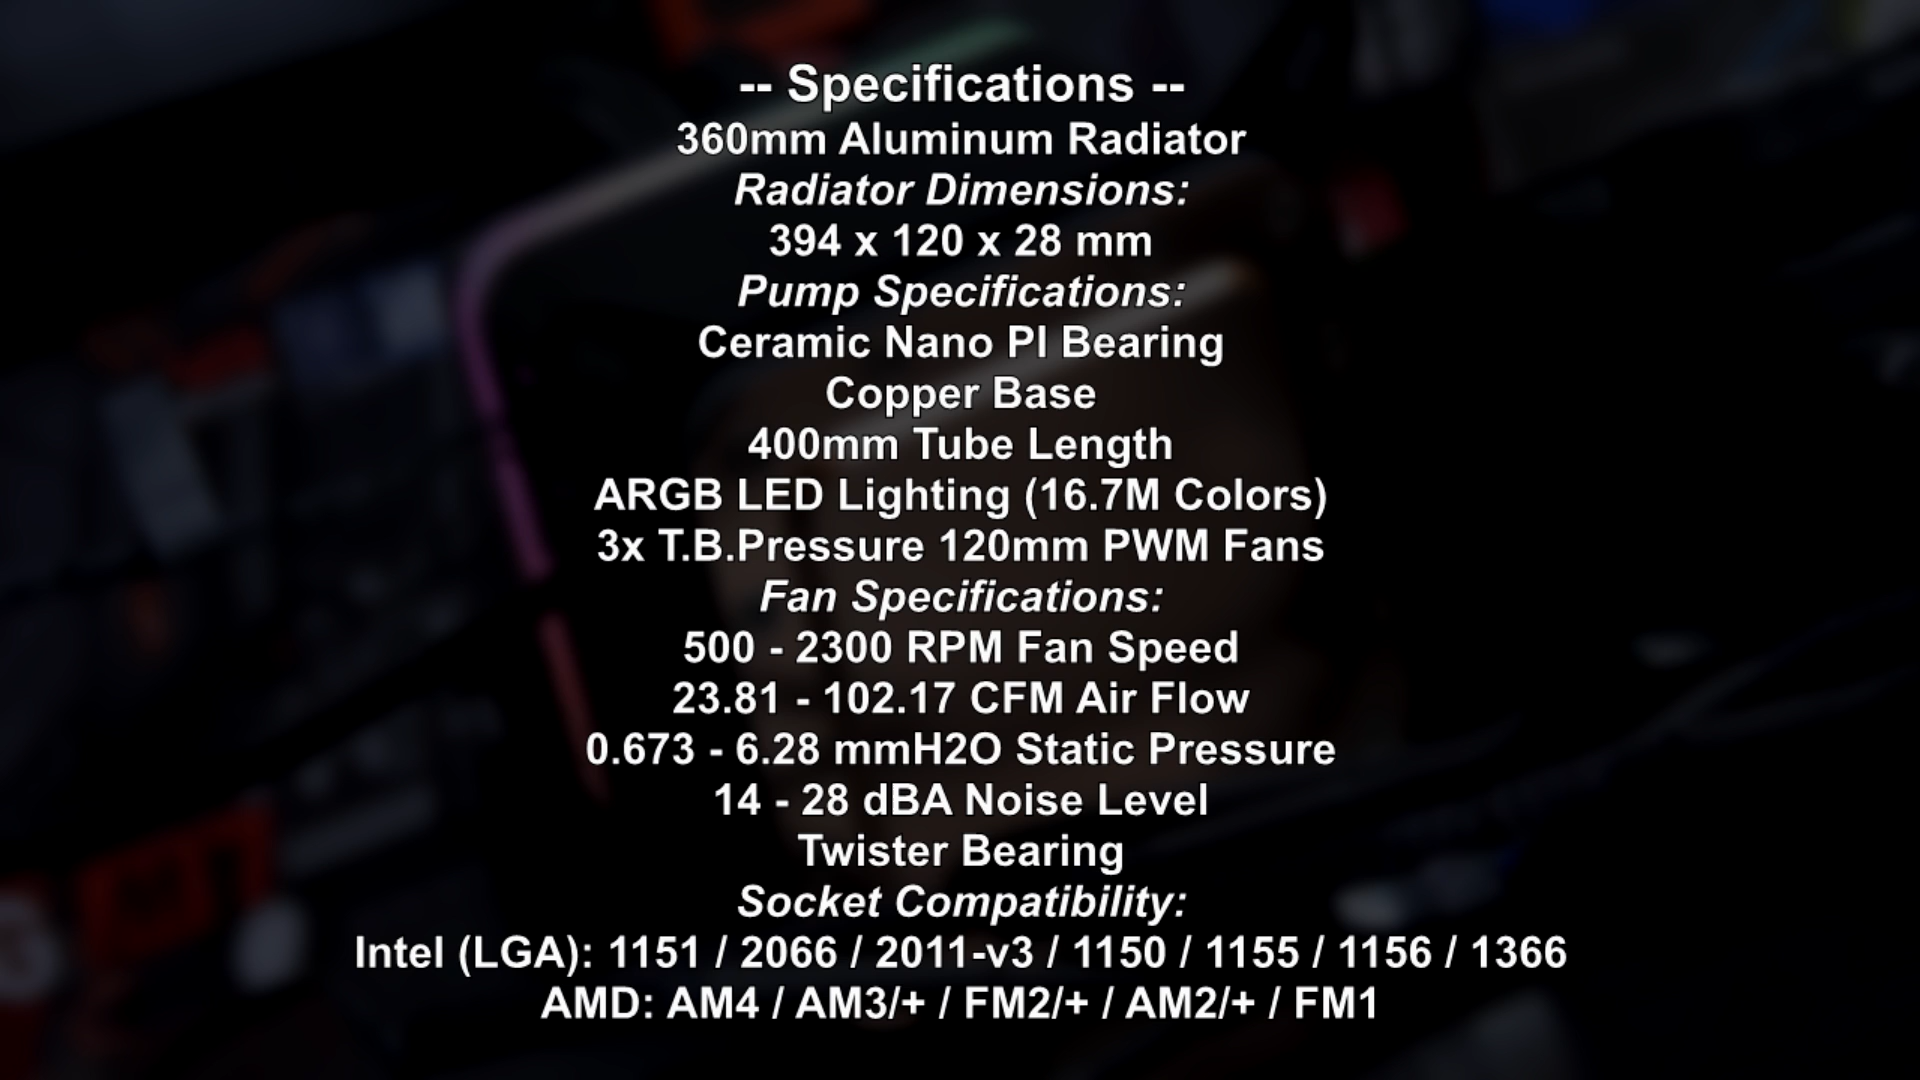 -- Specifications --
360mm Aluminum Radiator
Radiator Dimensions:
394 x 120 x 28 mm
Pump Specifications:
Ceramic Nano PI Bearing
Copper Base
400mm Tube Length
ARGB LED Lighting (16.7M Colors)
3x T.B.Pressure 120mm PWM Fans
Fan Specifications:
500 - 2300 RPM Fan Speed
23.81 - 102.17 CFM Air Flow
0.673 - 6.28 mmH2O Static Pressure
14 - 28 dBA Noise Level
Twister Bearing
Socket Compatibility:
Intel (LGA): 1151 / 2066 / 2011-v3 / 1150 / 1155 / 1156 / 1366
AMD: AM4 / AM3/+ / FM2/+ / AM2/+ / FM1